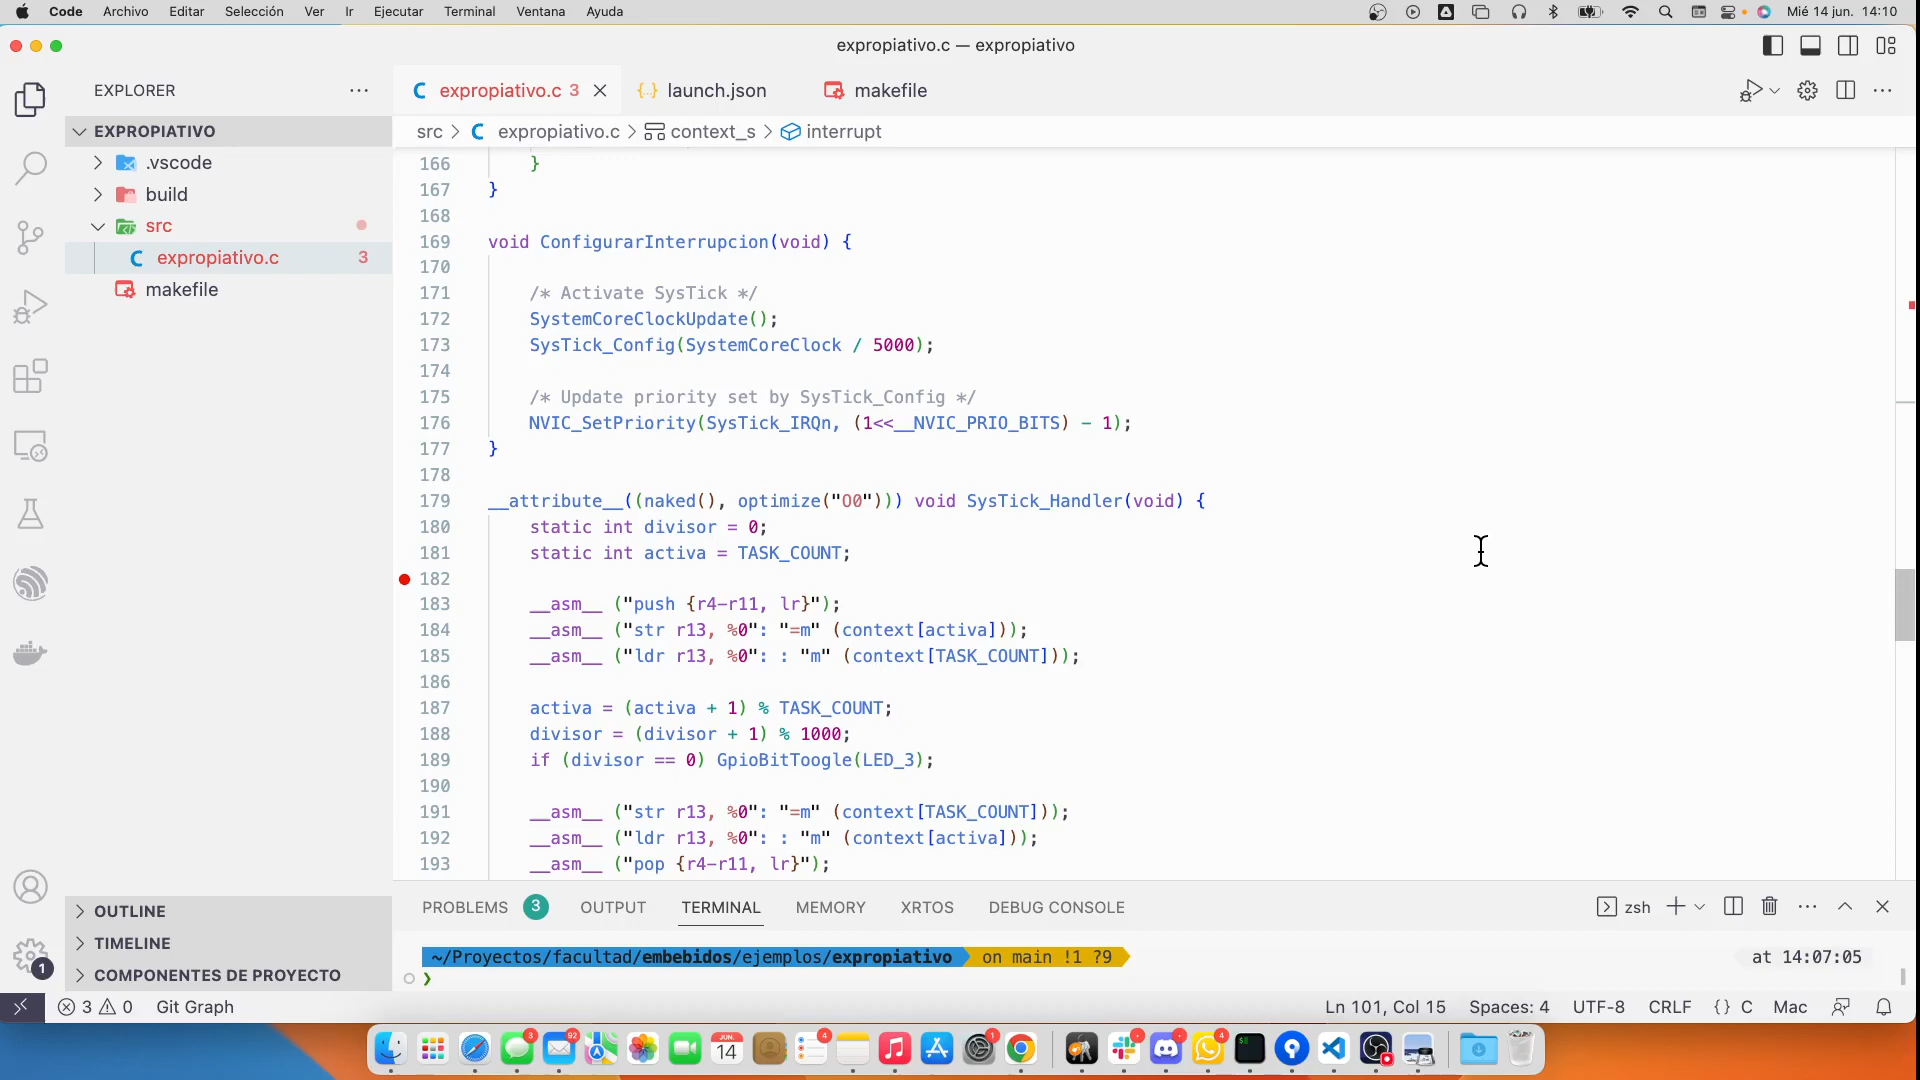 Code Archivo Editar Selección Ver Ir Ejecutar Terminal Ventana Ayuda Mié 14 jun. 14:10
expropiativo.c — expropiativo
EXPLORER
expropiativo.c 3 launch.json makefile
EXPROPIATIVO
src > expropiativo.c > context_s > interrupt
.vscode
build
src
expropiativo.c 3
makefile
166 }
167 }
168
169 void ConfigurarInterrupcion(void) {
170
171 /* Activate SysTick */
172 SystemCoreClockUpdate();
173 SysTick_Config(SystemCoreClock / 5000);
174
175 /* Update priority set by SysTick_Config */
176 NVIC_SetPriority(SysTick_IRQn, (1<<__NVIC_PRIO_BITS) - 1);
177 }
178
179 __attribute__((naked(), optimize("O0"))) void SysTick_Handler(void) {
180 static int divisor = 0;
181 static int activa = TASK_COUNT;
182
183 __asm__ ("push {r4-r11, lr}");
184 __asm__ ("str r13, %0": "=m" (context[activa]));
185 __asm__ ("ldr r13, %0": : "m" (context[TASK_COUNT]));
186
187 activa = (activa + 1) % TASK_COUNT;
188 divisor = (divisor + 1) % 1000;
189 if (divisor == 0) GpioBitToogle(LED_3);
190
191 __asm__ ("str r13, %0": "=m" (context[TASK_COUNT]));
192 __asm__ ("ldr r13, %0": : "m" (context[activa]));
193 __asm__ ("pop {r4-r11, lr}");
OUTLINE
TIMELINE
COMPONENTES DE PROYECTO
PROBLEMS 3 OUTPUT TERMINAL MEMORY XRTOS DEBUG CONSOLE zsh
~/Proyectos/facultad/embebidos/ejemplos/expropiativo on main !1 ?9 at 14:07:05
❯
1
3 0 Git Graph Ln 101, Col 15 Spaces: 4 UTF-8 CRLF {} C Mac
3 92 JUN. 14 4 1 4